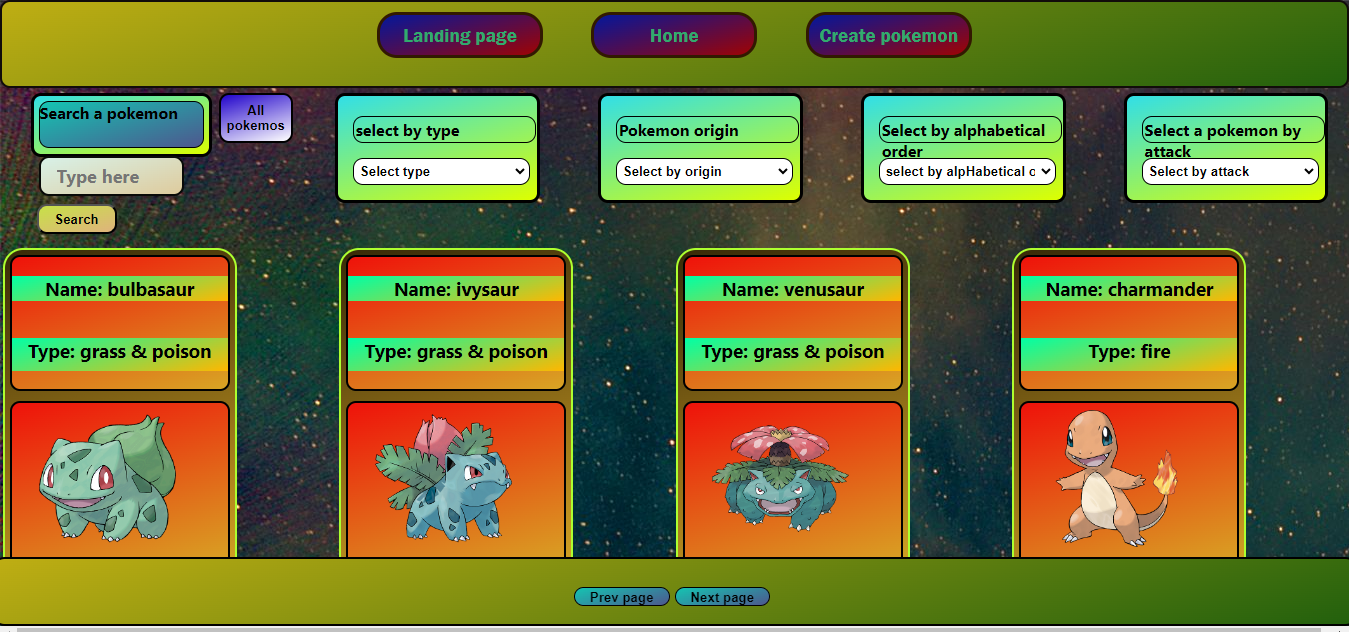 Landing page
Home
Create pokemon
Search a pokemon
All
pokemos
Type here
Search
select by type
Select type
Pokemon origin
Select by origin
Select by alphabetical
order
select by alpHabetical o
Select a pokemon by
attack
Select by attack
Name: bulbasaur
Type: grass & poison
Name: ivysaur
Type: grass & poison
Name: venusaur
Type: grass & poison
Name: charmander
Type: fire
Prev page
Next page